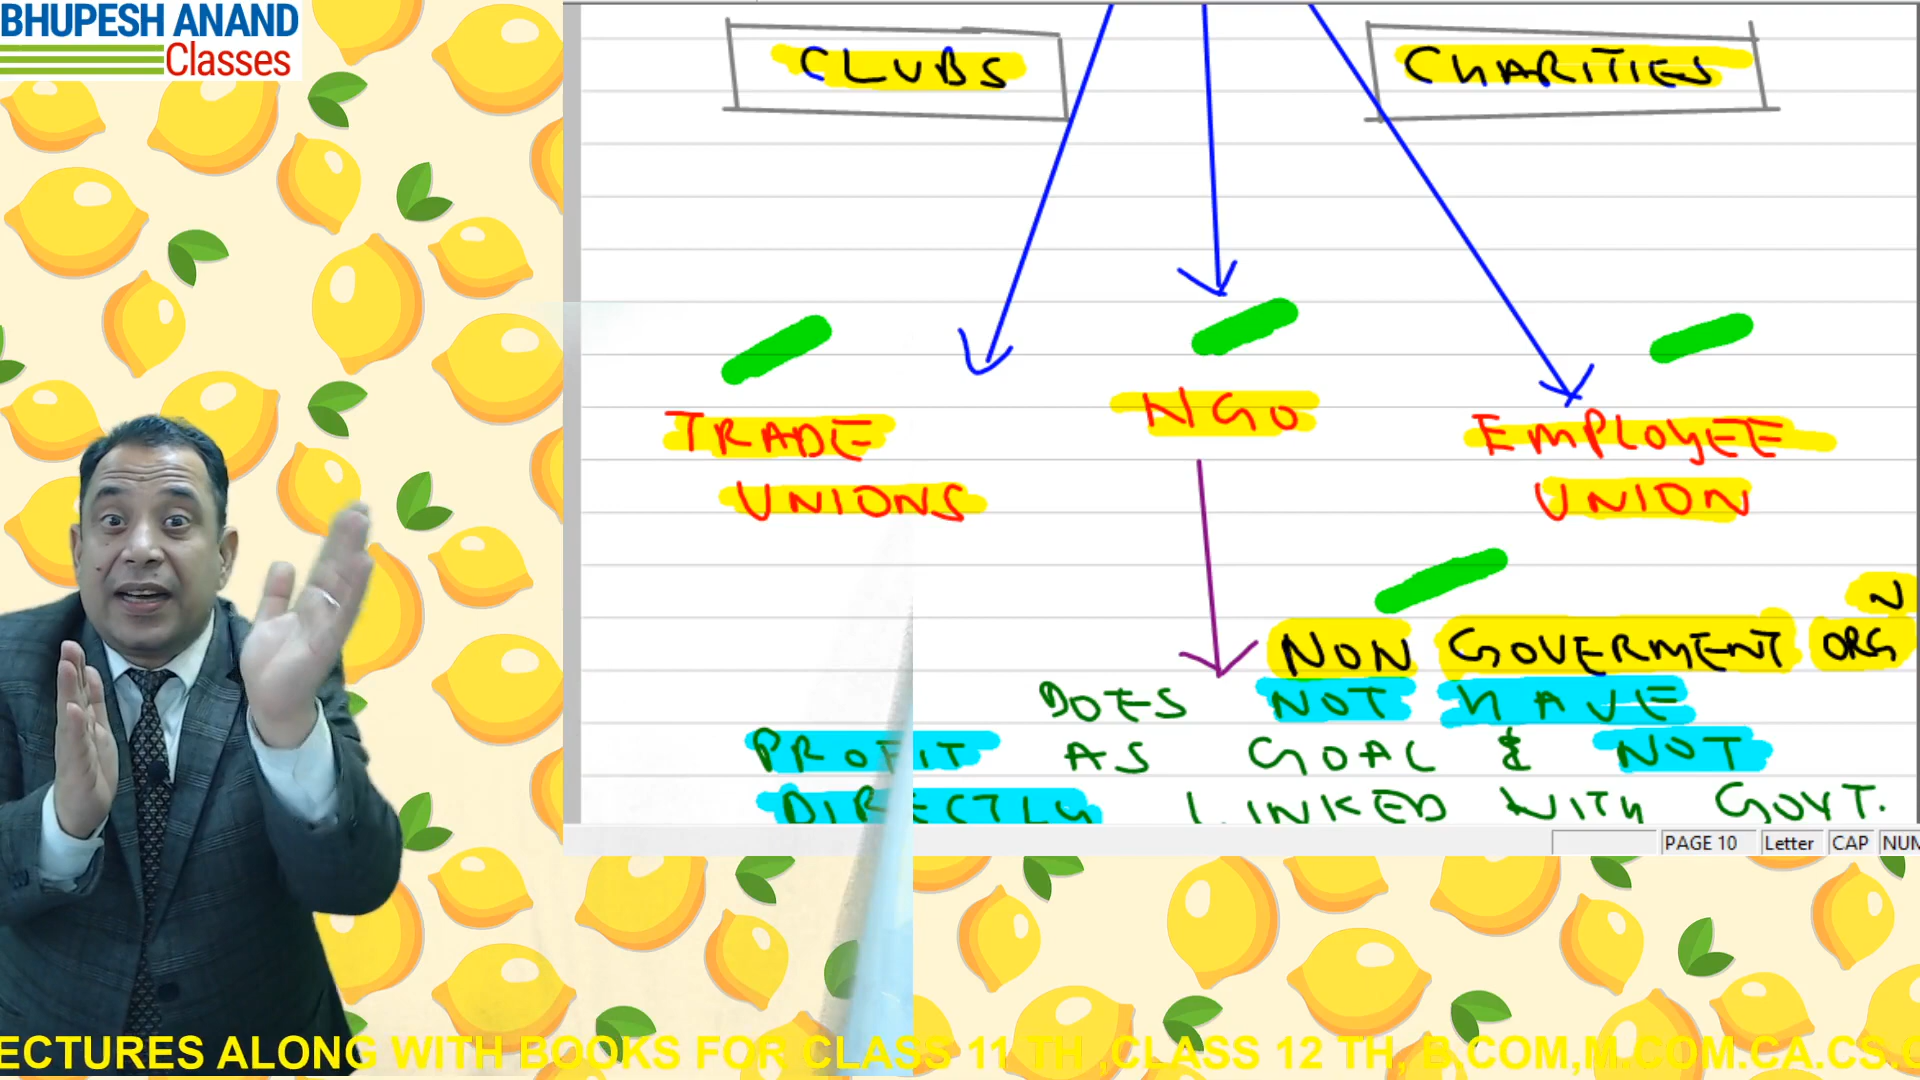 BHUPESH ANAND
Classes
CLUBS
CHARITIES
TRADE
UNIONS
NGO
EMPLOYEE
UNION
N
NON GOVERMENT ORG
DOES NOT HAVE
PROFIT AS GOAL & NOT
DIRECTLY LINKED WITH GOVT.
PAGE 10 Letter CAP NUM
ECTURES ALONG WITH BOOKS FOR CLASS 11 TH ,CLASS 12 TH, B.COM,M.COM.CA.CS.